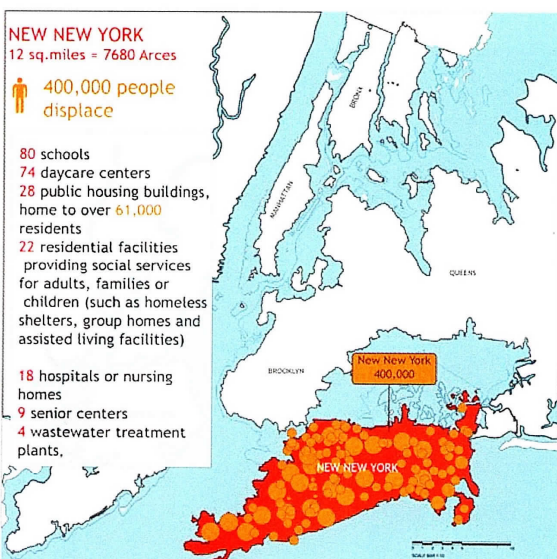 NEW NEW YORK
12 sq.miles = 7680 Arces
400,000 people
displace
80 schools
74 daycare centers
28 public housing buildings,
home to over 61,000
residents
22 residential facilities
providing social services
for adults, families or
children (such as homeless
shelters, group homes and
assisted living facilities)
18 hospitals or nursing
homes
9 senior centers
4 wastewater treatment
plants,
BRONX
MANHATTAN
QUEENS
BROOKLYN
New New York
400,000
NEW NEW YORK